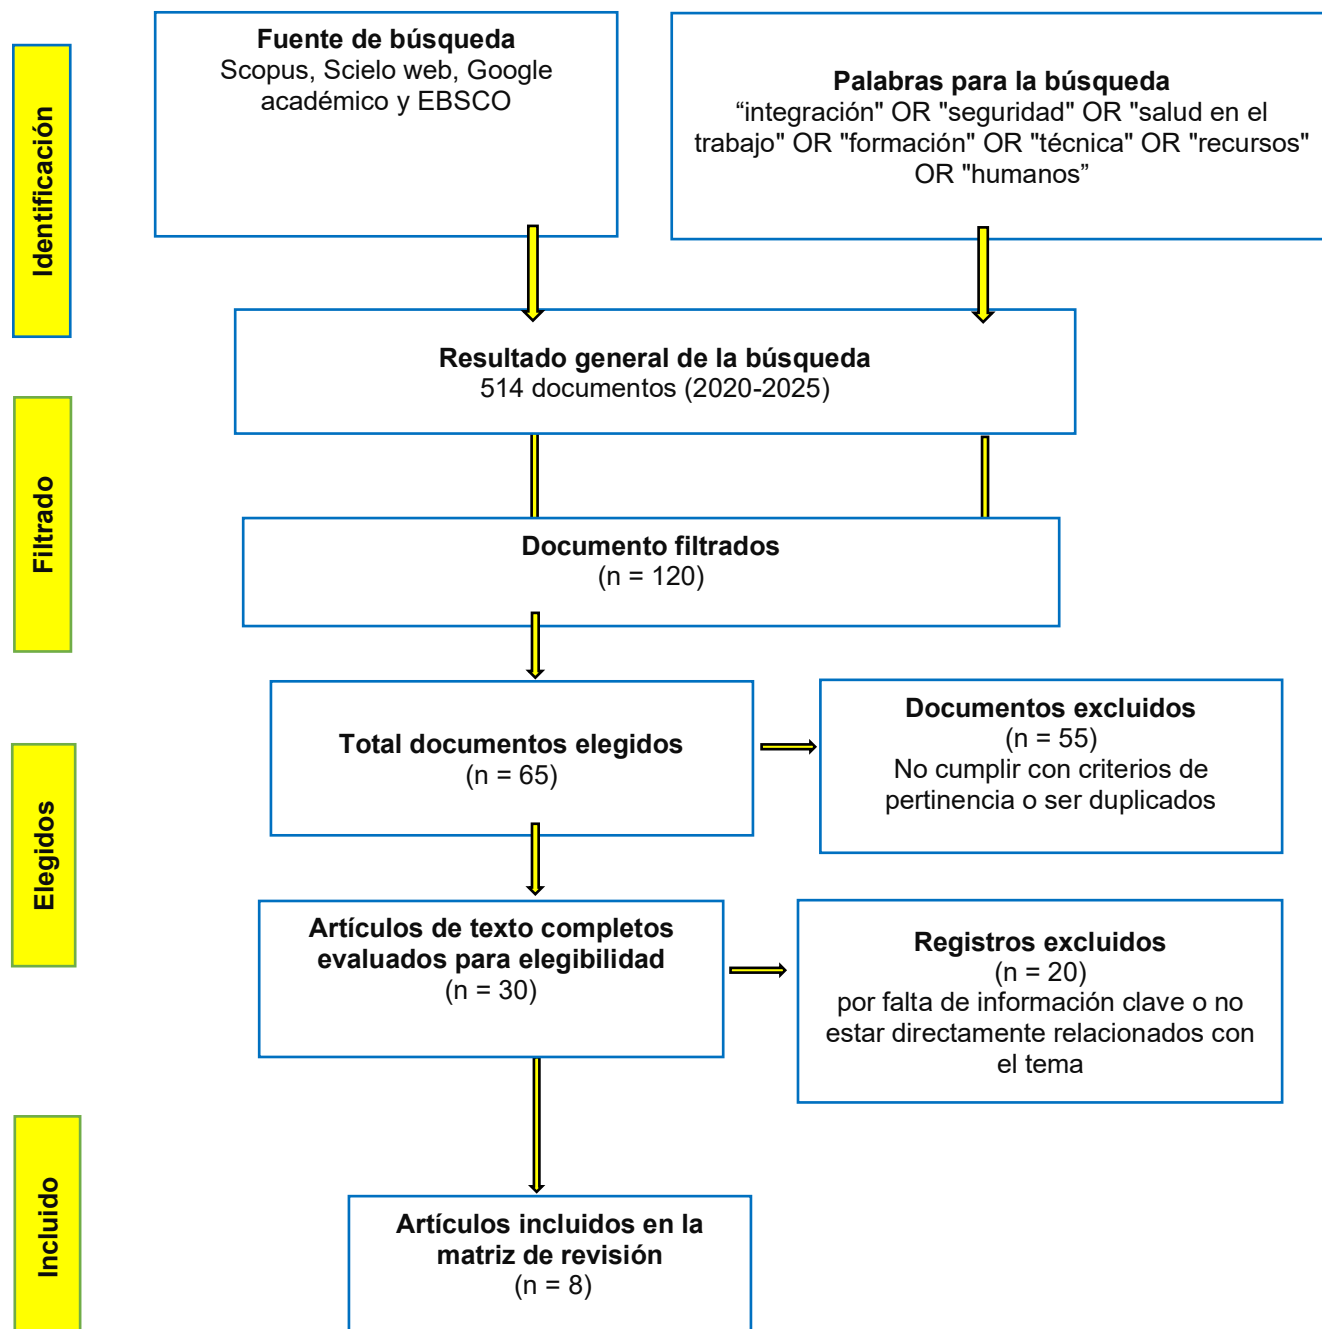 Identificación
Fuente de búsqueda
Scopus, Scielo web, Google
académico y EBSCO
Palabras para la búsqueda
“integración" OR "seguridad" OR "salud en el
trabajo" OR "formación" OR "técnica" OR "recursos"
OR "humanos”
Resultado general de la búsqueda
514 documentos (2020-2025)
Filtrado
Documento filtrados
(n = 120)
Elegidos
Total documentos elegidos
(n = 65)
Documentos excluidos
(n = 55)
No cumplir con criterios de
pertinencia o ser duplicados
Artículos de texto completos
evaluados para elegibilidad
(n = 30)
Registros excluidos
(n = 20)
por falta de información clave o no
estar directamente relacionados con
el tema
Incluido
Artículos incluidos en la
matriz de revisión
(n = 8)